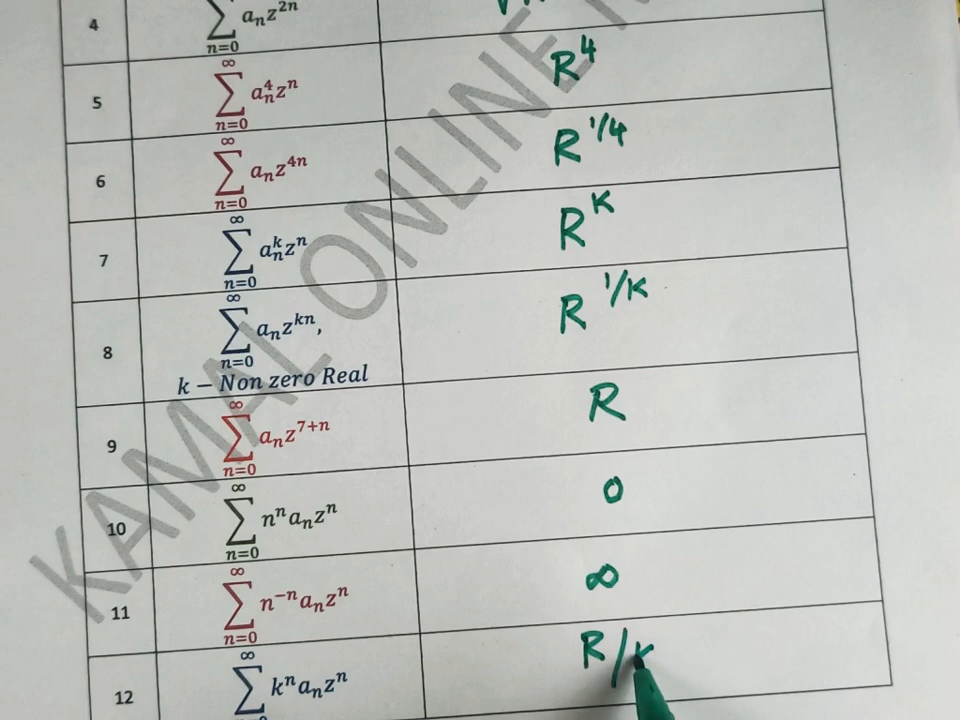 4 ∑ n=0 a_n z^{2n}
5 ∞ ∑ n=0 a_n^4 z^n R^4
6 ∞ ∑ n=0 a_n z^{4n} R^{1/4}
7 ∞ ∑ n=0 a_n^k z^n R^K
8 ∞ ∑ n=0 a_n z^{kn}, R^{1/K}
k – Non zero Real
9 ∞ ∑ n=0 a_n z^{7+n} R
10 ∞ ∑ n=0 n^n a_n z^n 0
11 ∞ ∑ n=0 n^{-n} a_n z^n ∞
12 ∞ ∑ k^n a_n z^n R/K
KAMAL ONLINE